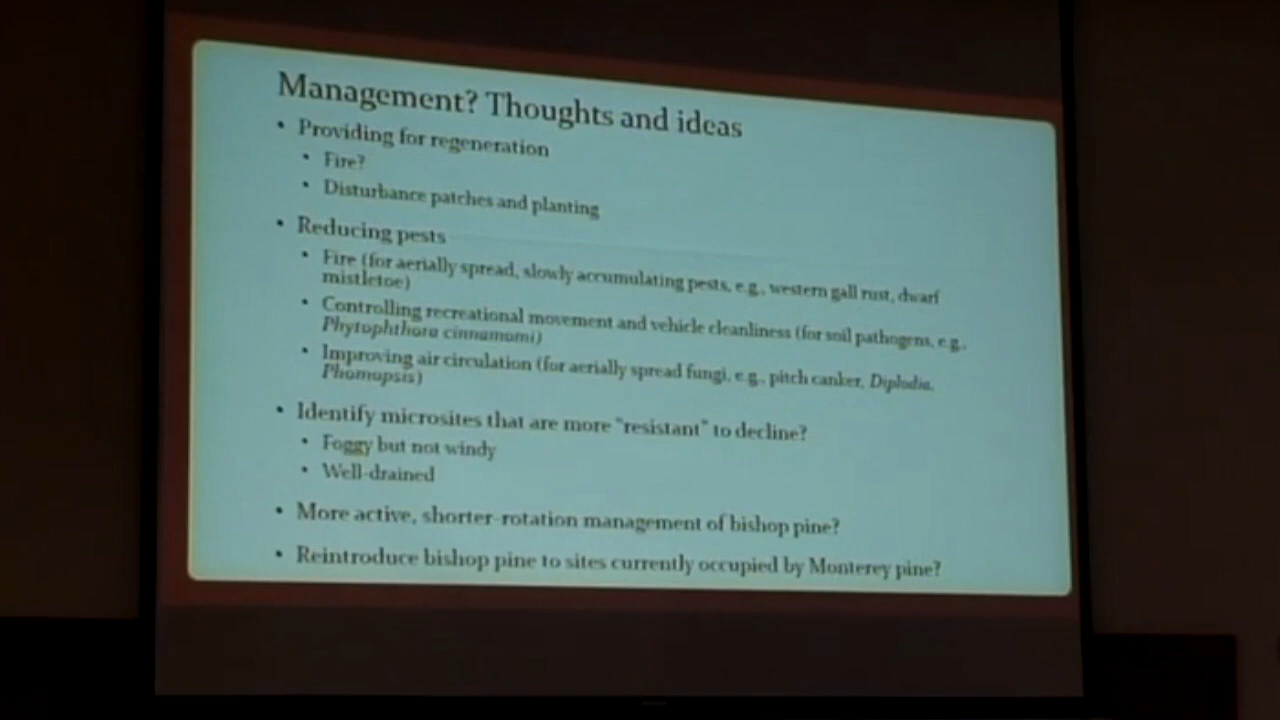 Management? Thoughts and ideas
• Providing for regeneration
• Fire?
• Disturbance patches and planting
• Reducing pests
• Fire (for aerially spread, slowly accumulating pests, e.g., western gall rust, dwarf
mistletoe)
• Controlling recreational movement and vehicle cleanliness (for soil pathogens, e.g.,
Phytophthora cinnamomi)
• Improving air circulation (for aerially spread fungi, e.g., pitch canker, Diplodia,
Phomopsis)
• Identify microsites that are more "resistant" to decline?
• Foggy but not windy
• Well-drained
• More active, shorter-rotation management of bishop pine?
• Reintroduce bishop pine to sites currently occupied by Monterey pine?